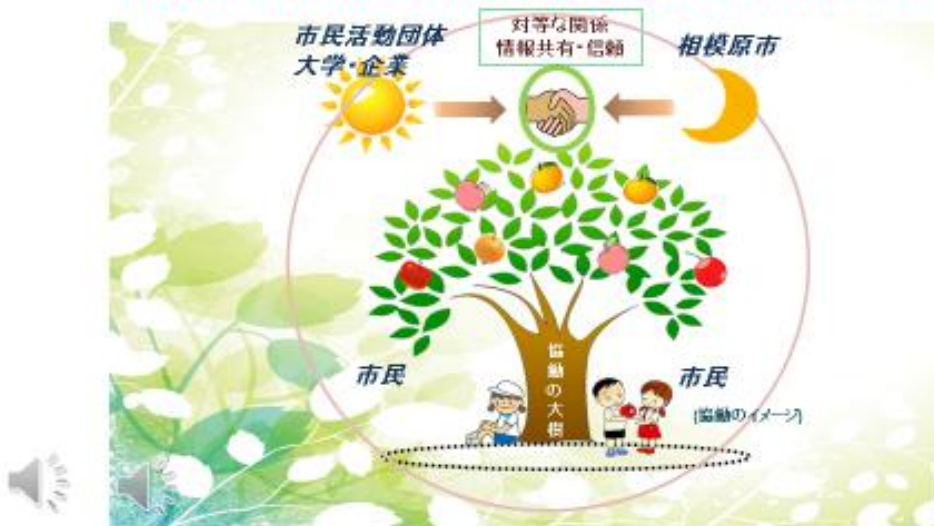 市民活動団体
大学・企業
対等な関係
情報共有・信頼
相模原市
協働の大樹
市民
市民
(協働のイメージ)